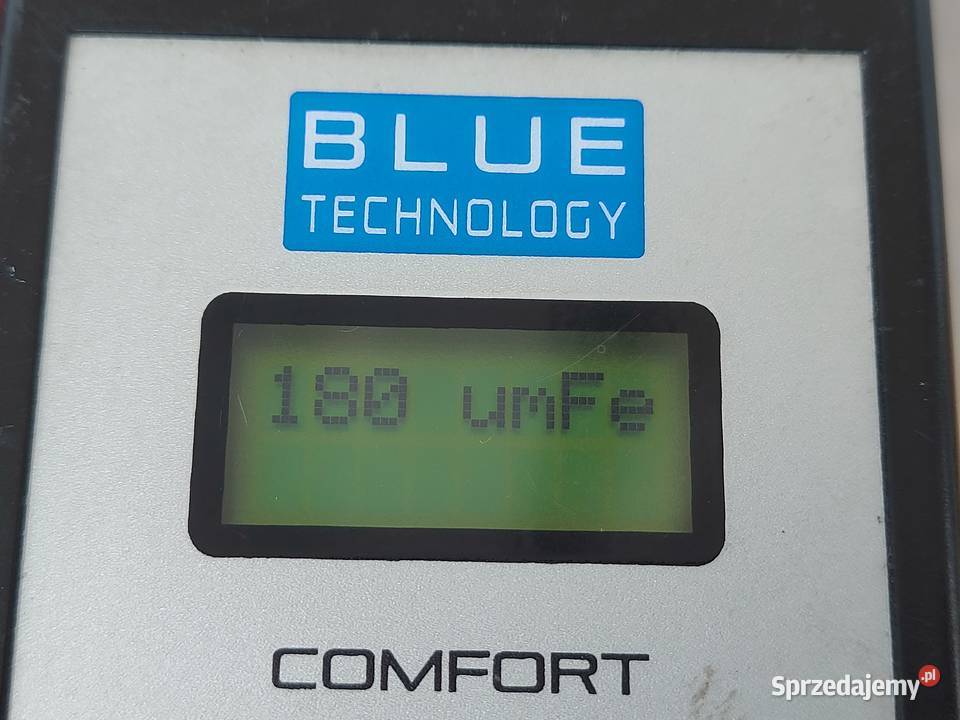 BLUE
TECHNOLOGY
180 umFe
COMFORT
Sprzedajemy.pl